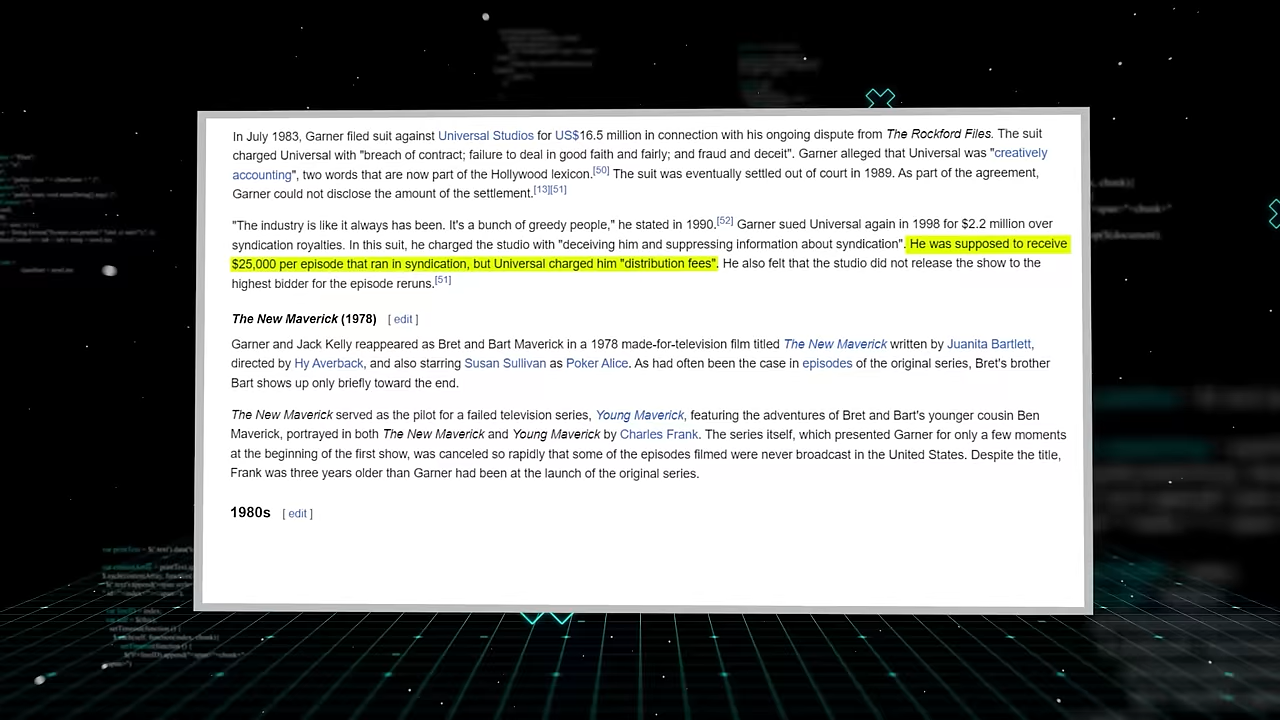 In July 1983, Garner filed suit against Universal Studios for US$16.5 million in connection with his ongoing dispute from The Rockford Files. The suit
charged Universal with "breach of contract; failure to deal in good faith and fairly; and fraud and deceit". Garner alleged that Universal was "creatively
accounting", two words that are now part of the Hollywood lexicon.[50] The suit was eventually settled out of court in 1989. As part of the agreement,
Garner could not disclose the amount of the settlement.[13][51]
"The industry is like it always has been. It's a bunch of greedy people," he stated in 1990.[52] Garner sued Universal again in 1998 for $2.2 million over
syndication royalties. In this suit, he charged the studio with "deceiving him and suppressing information about syndication". He was supposed to receive
$25,000 per episode that ran in syndication, but Universal charged him "distribution fees". He also felt that the studio did not release the show to the
highest bidder for the episode reruns.[51]
The New Maverick (1978) [ edit ]
Garner and Jack Kelly reappeared as Bret and Bart Maverick in a 1978 made-for-television film titled The New Maverick written by Juanita Bartlett,
directed by Hy Averback, and also starring Susan Sullivan as Poker Alice. As had often been the case in episodes of the original series, Bret's brother
Bart shows up only briefly toward the end.
The New Maverick served as the pilot for a failed television series, Young Maverick, featuring the adventures of Bret and Bart's younger cousin Ben
Maverick, portrayed in both The New Maverick and Young Maverick by Charles Frank. The series itself, which presented Garner for only a few moments
at the beginning of the first show, was canceled so rapidly that some of the episodes filmed were never broadcast in the United States. Despite the title,
Frank was three years older than Garner had been at the launch of the original series.
1980s [ edit ]